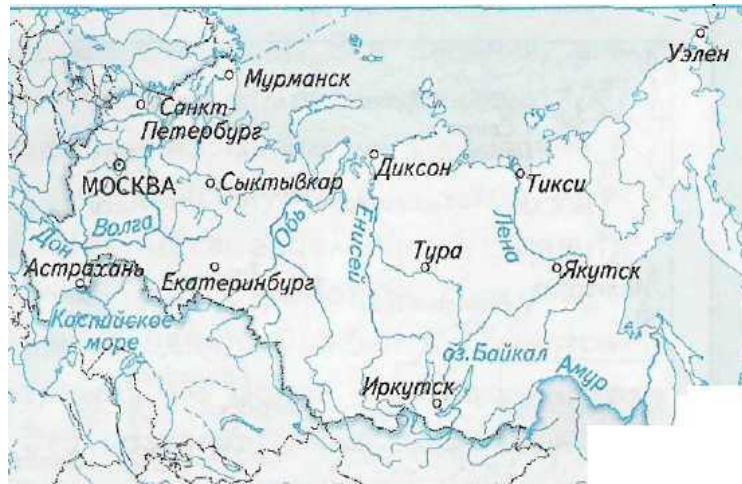 Уэлен
Мурманск
Санкт-
Петербург
Диксон
МОСКВА
Сыктывкар
Тикси
Обь
Енисей
Лена
Дон
Волга
Тура
Астрахань
Екатеринбург
Якутск
Каспийское
море
оз. Байкал
Амур
Иркутск